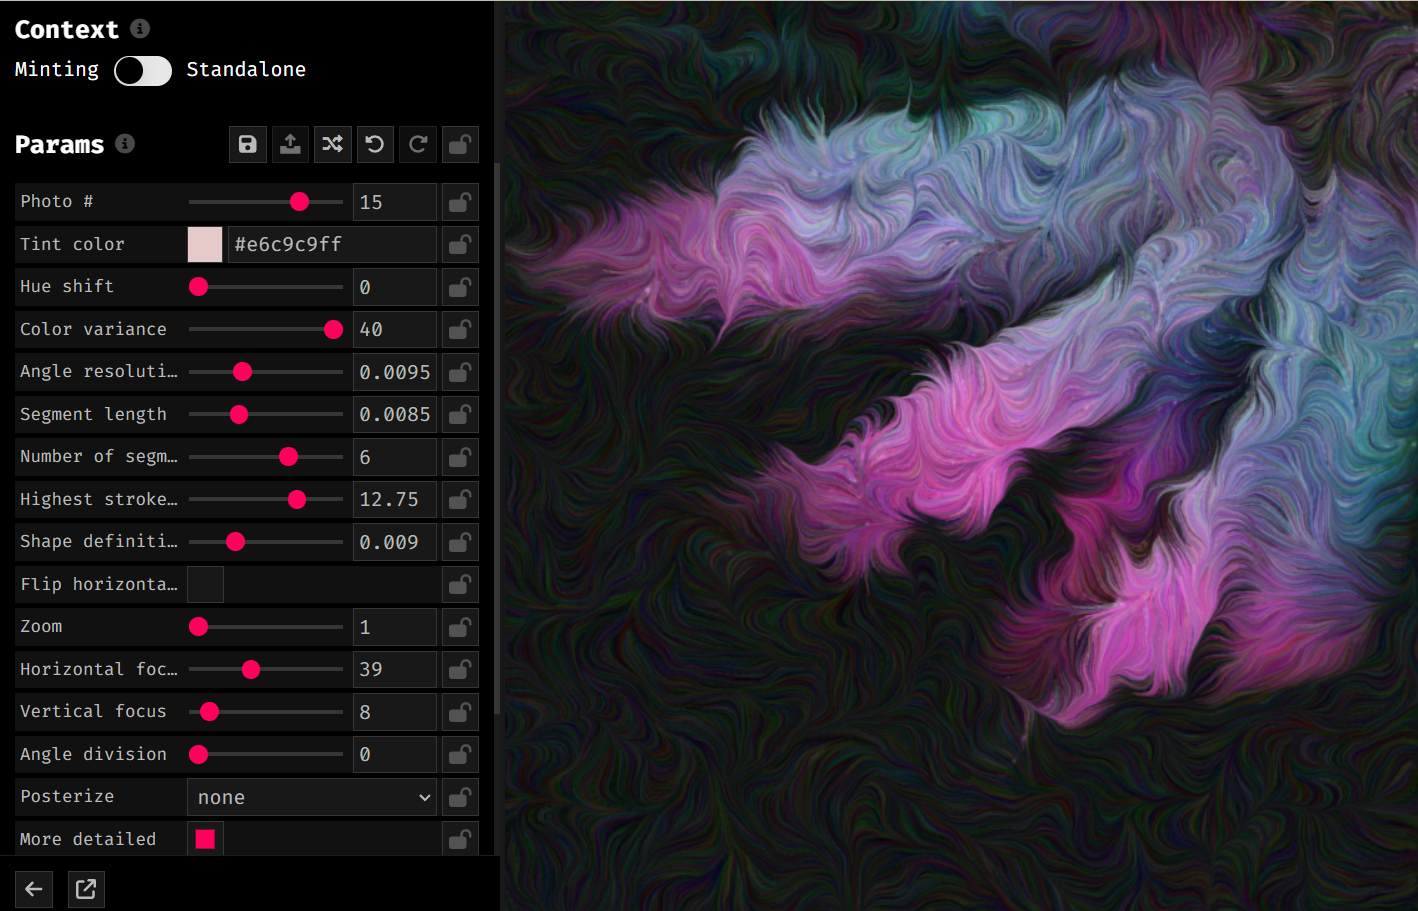 Context
Minting Standalone
Params
Photo # 15
Tint color #e6c9c9ff
Hue shift 0
Color variance 40
Angle resoluti… 0.0095
Segment length 0.0085
Number of segm… 6
Highest stroke… 12.75
Shape definiti… 0.009
Flip horizonta…
Zoom 1
Horizontal foc… 39
Vertical focus 8
Angle division 0
Posterize none
More detailed